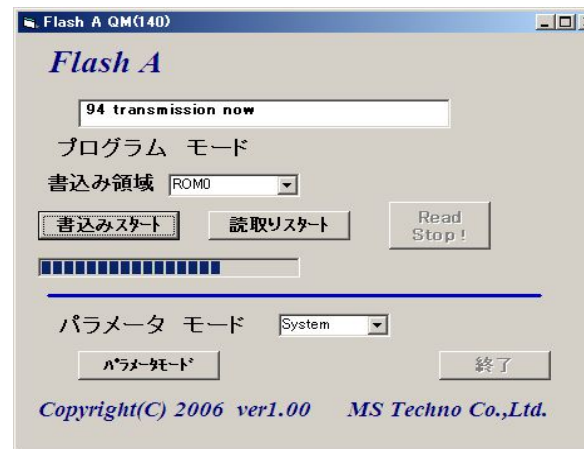 Flash A QM(140)
Flash A
94 transmission now
プログラム モード
書込み領域 ROM0
書込みスタート 読取りスタート Read Stop !
パラメータ モード System
パラメータモード 終了
Copyright(C) 2006 ver1.00 MS Techno Co.,Ltd.